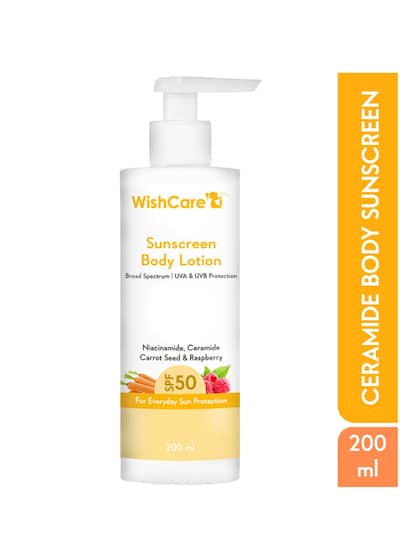 WishCare
Sunscreen
Body Lotion
Broad Spectrum | UVA & UVB Protection
Niacinamide, Ceramide
Carrot Seed & Raspberry
SPF 50
For Everyday Sun Protection
200 ml
CERAMIDE BODY SUNSCREEN
200
ml